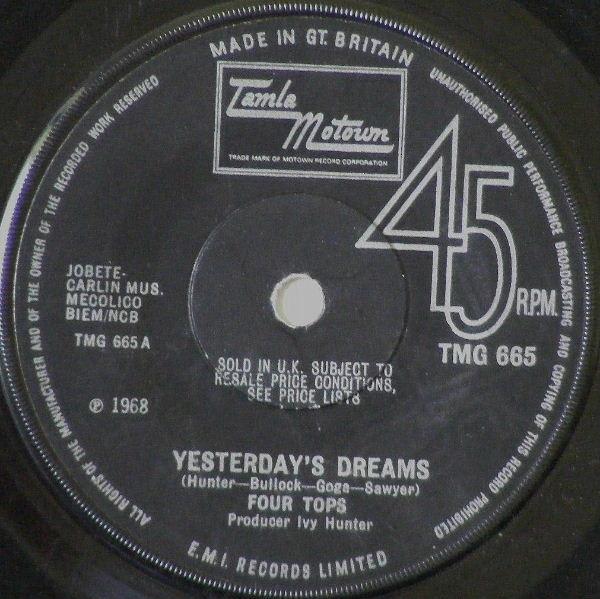 MADE IN GT. BRITAIN
UNAUTHORISED PUBLIC PERFORMANCE BROADCASTING AND COPYING OF THIS RECORD PROHIBITED
ALL RIGHTS OF THE MANUFACTURER AND OF THE OWNER OF THE RECORDED WORK RESERVED
Tamla
Motown
TRADE MARK OF MOTOWN RECORD CORPORATION
45 R.P.M.
TMG 665
JOBETE-
CARLIN MUS.
MECOLICO
BIEM/NCB
TMG 665 A
SOLD IN U.K. SUBJECT TO
RESALE PRICE CONDITIONS,
SEE PRICE LISTS
℗ 1968
YESTERDAY'S DREAMS
(Hunter—Bullock—Goga—Sawyer)
FOUR TOPS
Producer Ivy Hunter
E.M.I. RECORDS LIMITED